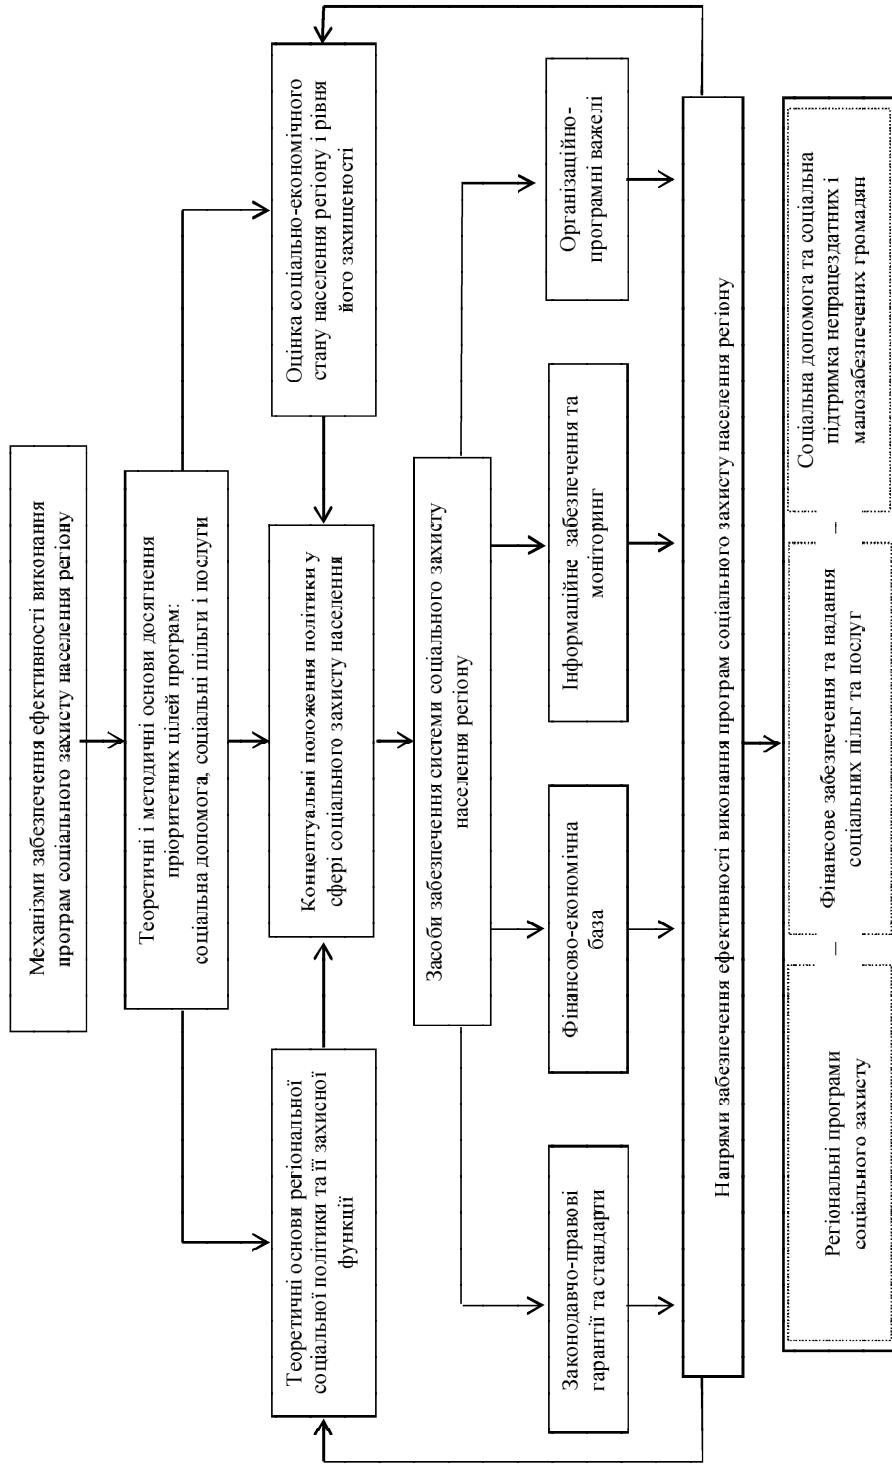 Механізми забезпечення ефективності виконання
програм соціального захисту населення регіону
Теоретичні і методичні основи досягнення
пріоритетних цілей програм:
соціальна допомога, соціальні пільги і послуги
Теоретичні основи регіональної
соціальної політики та її захисної
функції
Концептуальні положення політики у
сфері соціального захисту населення
Оцінка соціально-економічного
стану населення регіону і рівня
його захищеності
Засоби забезпечення системи соціального захисту
населення регіону
Законодавчо-правові
гарантії та стандарти
Фінансово-економічна
база
Інформаційне забезпечення та
моніторинг
Організаційно-
програмні важелі
Напрями забезпечення ефективності виконання програм соціального захисту населення регіону
Регіональні програми
соціального захисту
Фінансове забезпечення та надання
соціальних пільг та послуг
Соціальна допомога та соціальна
підтримка непрацездатних і
малозабезпечених громадян